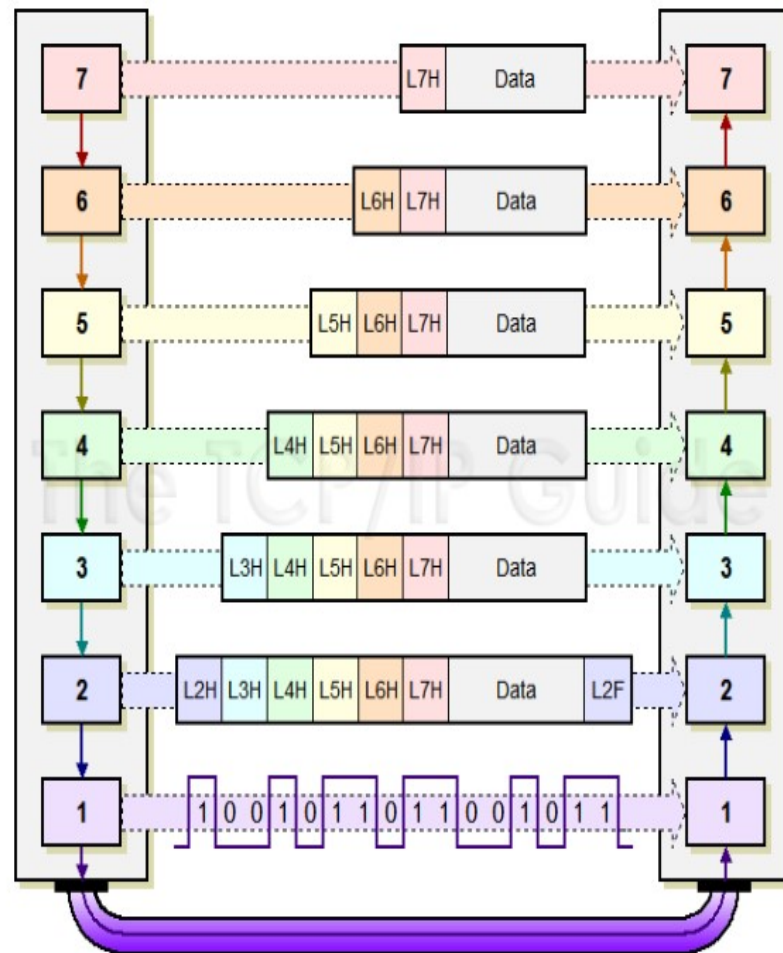 7 L7H Data 7
6 L6H L7H Data 6
5 L5H L6H L7H Data 5
4 L4H L5H L6H L7H Data 4
The TCP/IP Guide
3 L3H L4H L5H L6H L7H Data 3
2 L2H L3H L4H L5H L6H L7H Data L2F 2
1 1 0 0 1 0 1 1 0 1 1 0 0 1 0 1 1 1